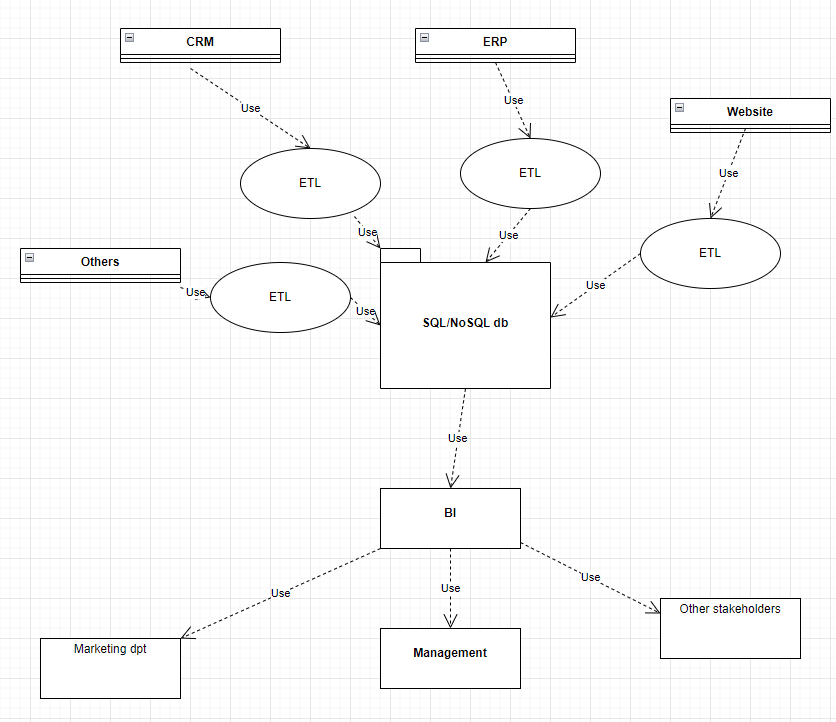 CRM
ERP
Use
Use
Website
Use
ETL
ETL
Use
Use
ETL
Others
Use
ETL
Use
Use
SQL/NoSQL db
Use
BI
Use
Use
Use
Other stakeholders
Marketing dpt
Management